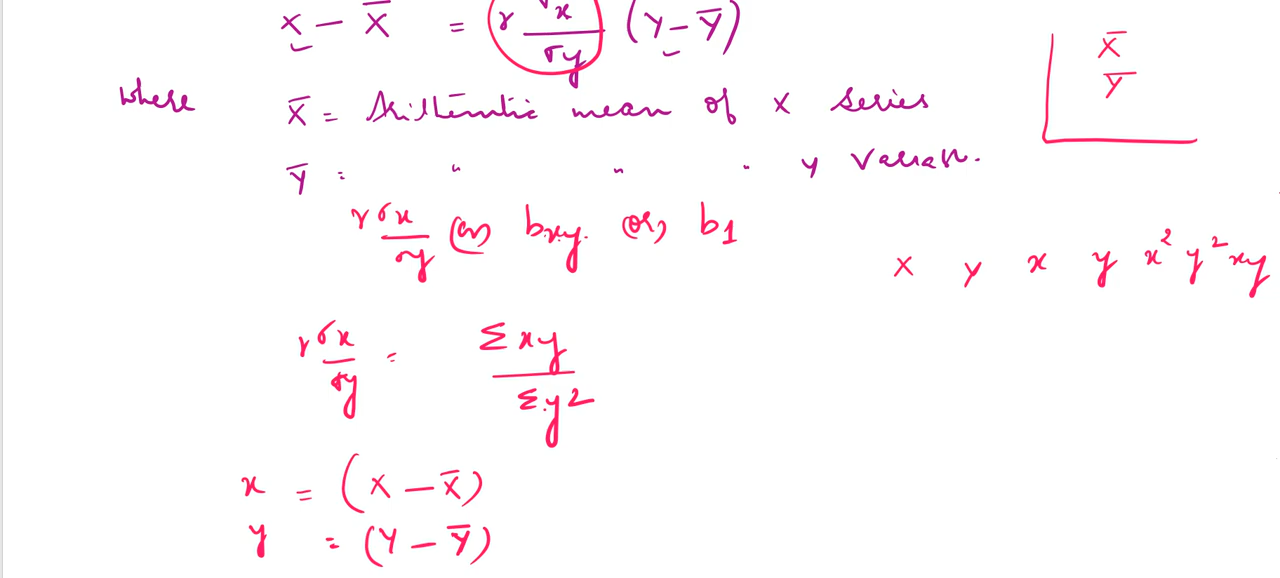 X - X̄ = r σx/σy (Y - Ȳ)
X̄
Ȳ
where X̄ = Arithmetic mean of X series
Ȳ = " " " y
rσx/σy (or) bxy. (or) b1
X Y x y x² y² xy
rσx/σy = Σxy/Σy²
x = (X - X̄)
y = (Y - Ȳ)